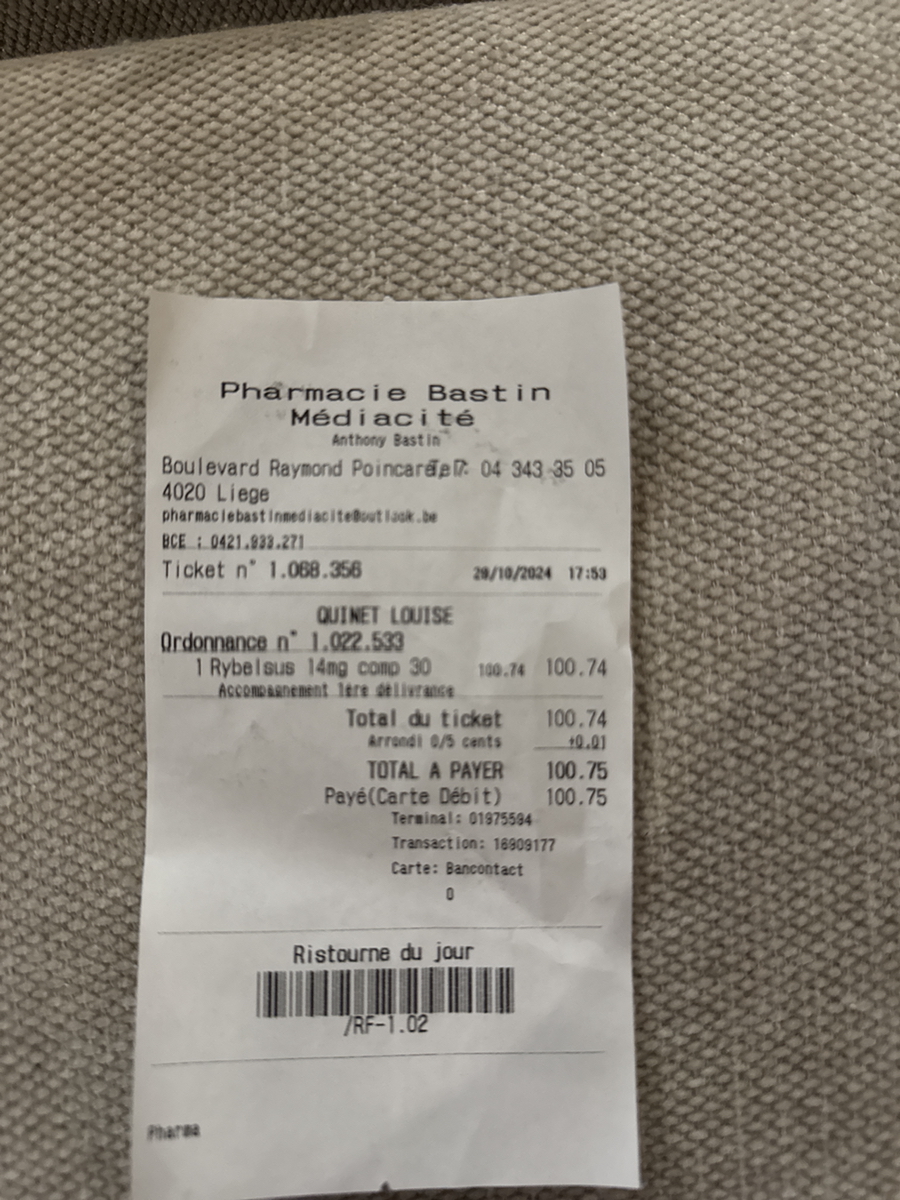 Pharmacie Bastin
Médiacité
Anthony Bastin
Boulevard Raymond Poincaré 7 Tel: 04 343 35 05
4020 Liege
pharmaciebastinmediacite@outlook.be
BCE : 0421.933.271
Ticket n° 1.068.356 29/10/2024 17:53
QUINET LOUISE
Ordonnance n° 1.022.533
1 Rybelsus 14mg comp 30 100.74 100.74
Accompagnement 1ère délivrance
Total du ticket 100.74
Arrondi 0/5 cents +0.01
TOTAL A PAYER 100.75
Payé(Carte Débit) 100.75
Terminal: 01975594
Transaction: 16909177
Carte: Bancontact
0
Ristourne du jour
/RF-1.02
Pharma